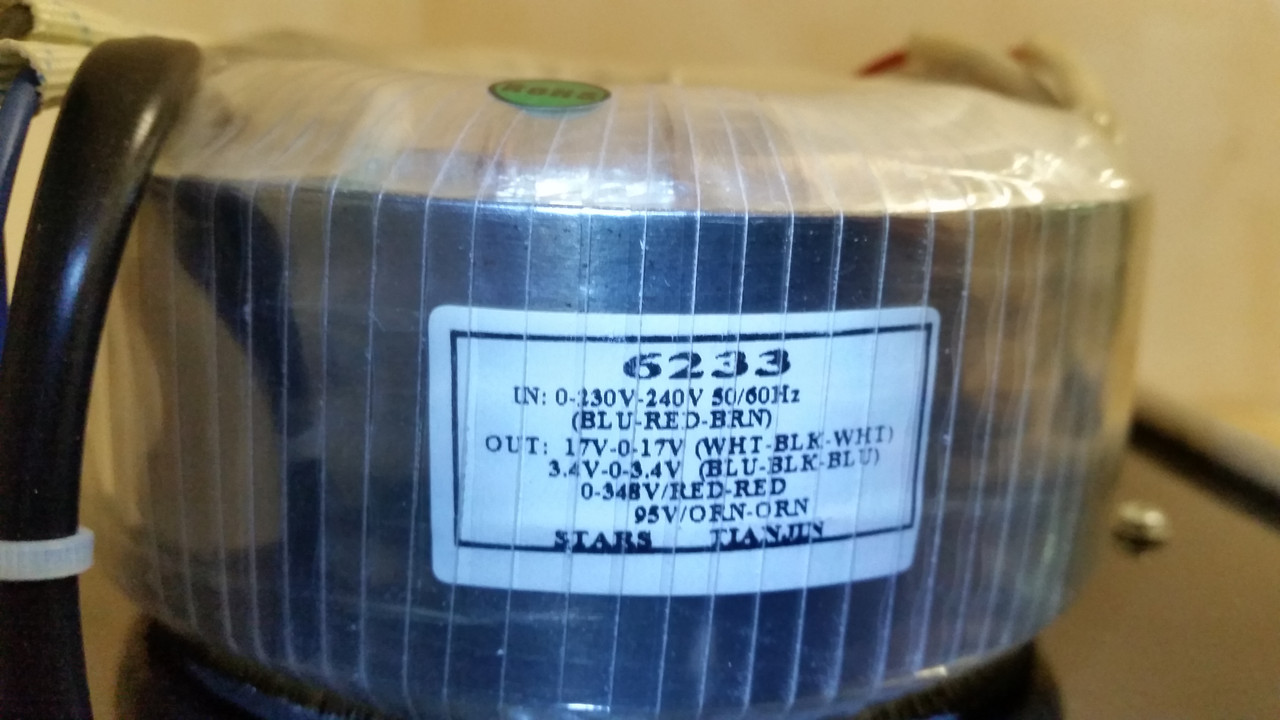 RoHS
6233
IN: 0-230V-240V 50/60Hz
(BLU-RED-BRN)
OUT: 17V-0-17V (WHT-BLK-WHT)
3.4V-0-3.4V (BLU-BLK-BLU)
0-348V/RED-RED
95V/ORN-ORN
STARS TIANJIN